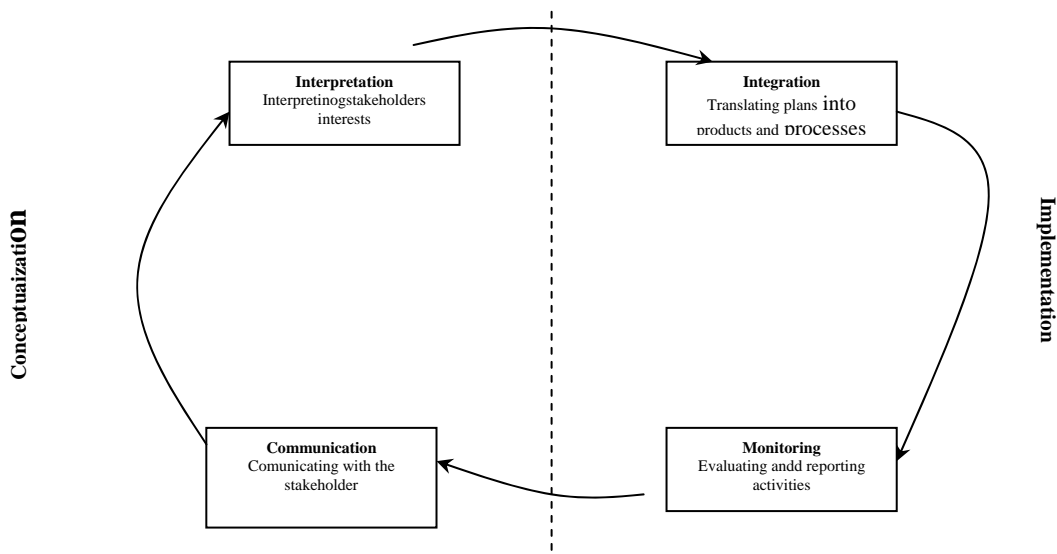 Interpretation
Interpretinogstakeholders
interests
Integration
Translating plans into
products and processes
Conceptuaization
Implementation
Communication
Comunicating with the
stakeholder
Monitoring
Evaluating andd reporting
activities